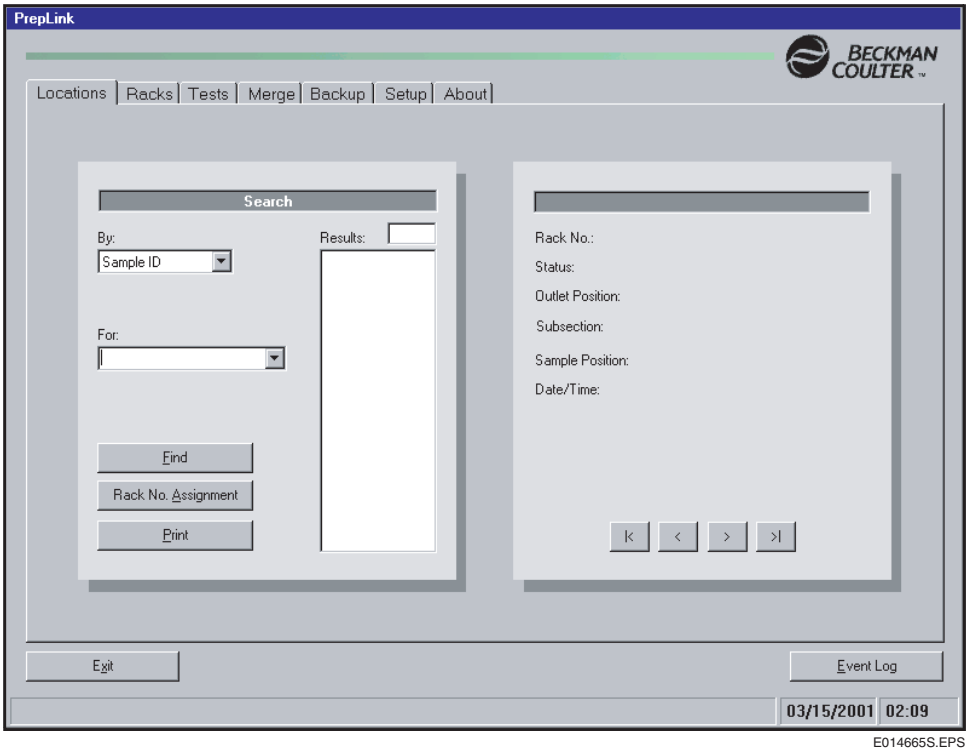 PrepLink
BECKMAN
COULTER ™
Locations Racks Tests Merge Backup Setup About
Search
By:
Sample ID
Results:
For:
Find
Rack No. Assignment
Print
Rack No.:
Status:
Outlet Position:
Subsection:
Sample Position:
Date/Time:
|< < > >|
Exit
Event Log
03/15/2001 02:09
E014665S.EPS